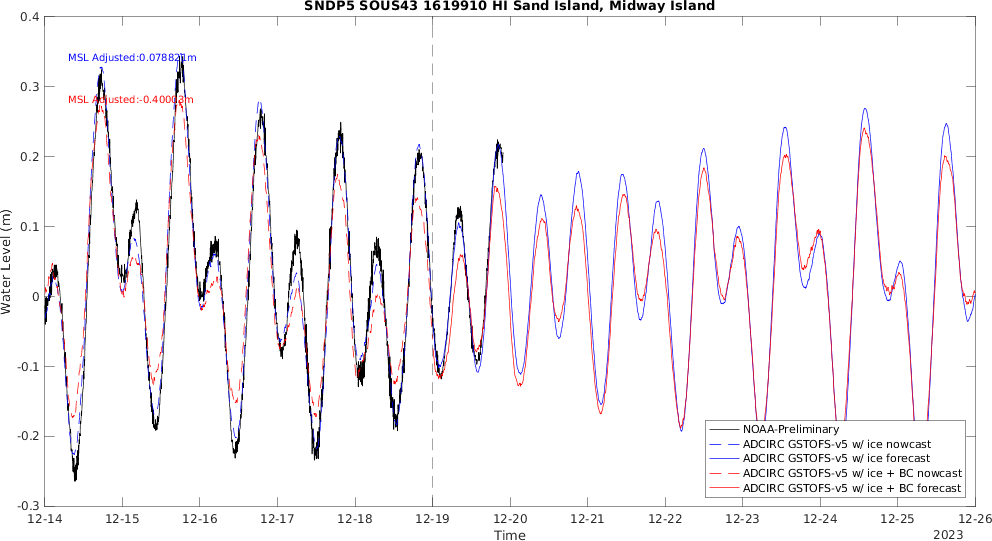 SNDP5 SOUS43 1619910 HI Sand Island, Midway Island
0.4
MSL Adjusted:0.078821m
0.3
MSL Adjusted:-0.40003m
0.2
0.1
0
-0.1
-0.2
-0.3
Water Level (m)
NOAA-Preliminary
ADCIRC GSTOFS-v5 w/ ice nowcast
ADCIRC GSTOFS-v5 w/ ice forecast
ADCIRC GSTOFS-v5 w/ ice + BC nowcast
ADCIRC GSTOFS-v5 w/ ice + BC forecast
12-14 12-15 12-16 12-17 12-18 12-19 12-20 12-21 12-22 12-23 12-24 12-25 12-26
Time
2023